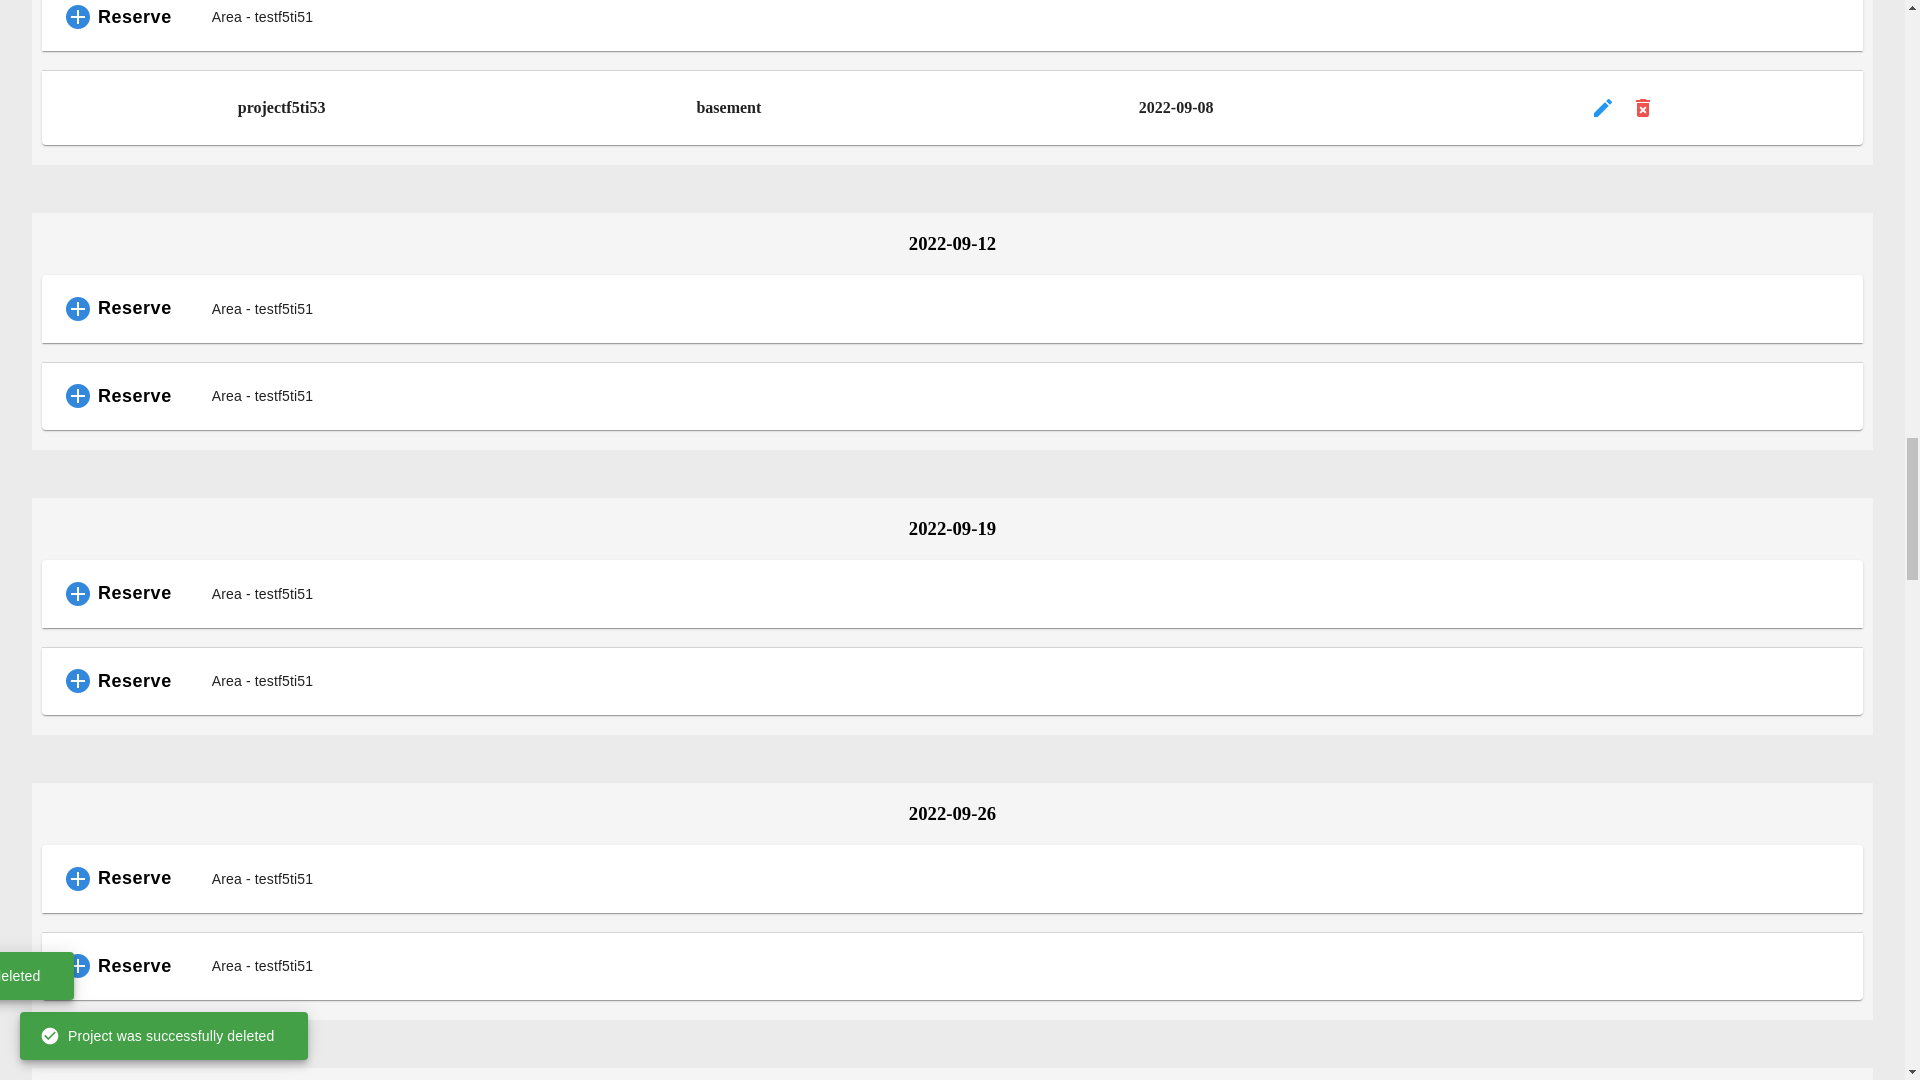 Reserve Area - testf5ti51
projectf5ti53 basement 2022-09-08
2022-09-12
Reserve Area - testf5ti51
Reserve Area - testf5ti51
2022-09-19
Reserve Area - testf5ti51
Reserve Area - testf5ti51
2022-09-26
Reserve Area - testf5ti51
Reserve Area - testf5ti51
eleted
Project was successfully deleted